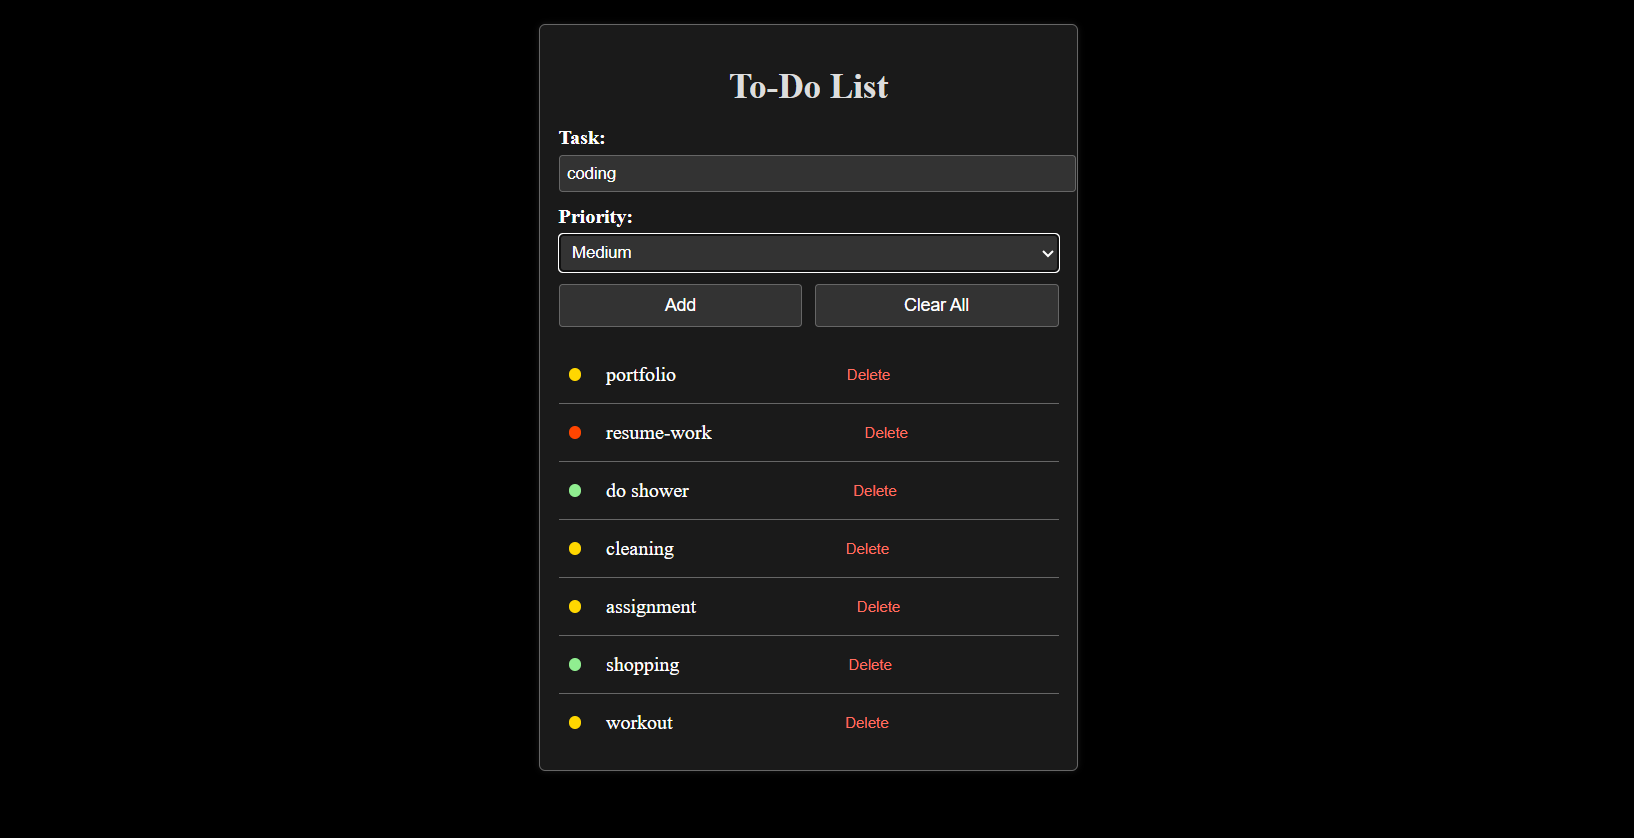 To-Do List
Task:
coding
Priority:
Medium
Add Clear All
portfolio Delete
resume-work Delete
do shower Delete
cleaning Delete
assignment Delete
shopping Delete
workout Delete